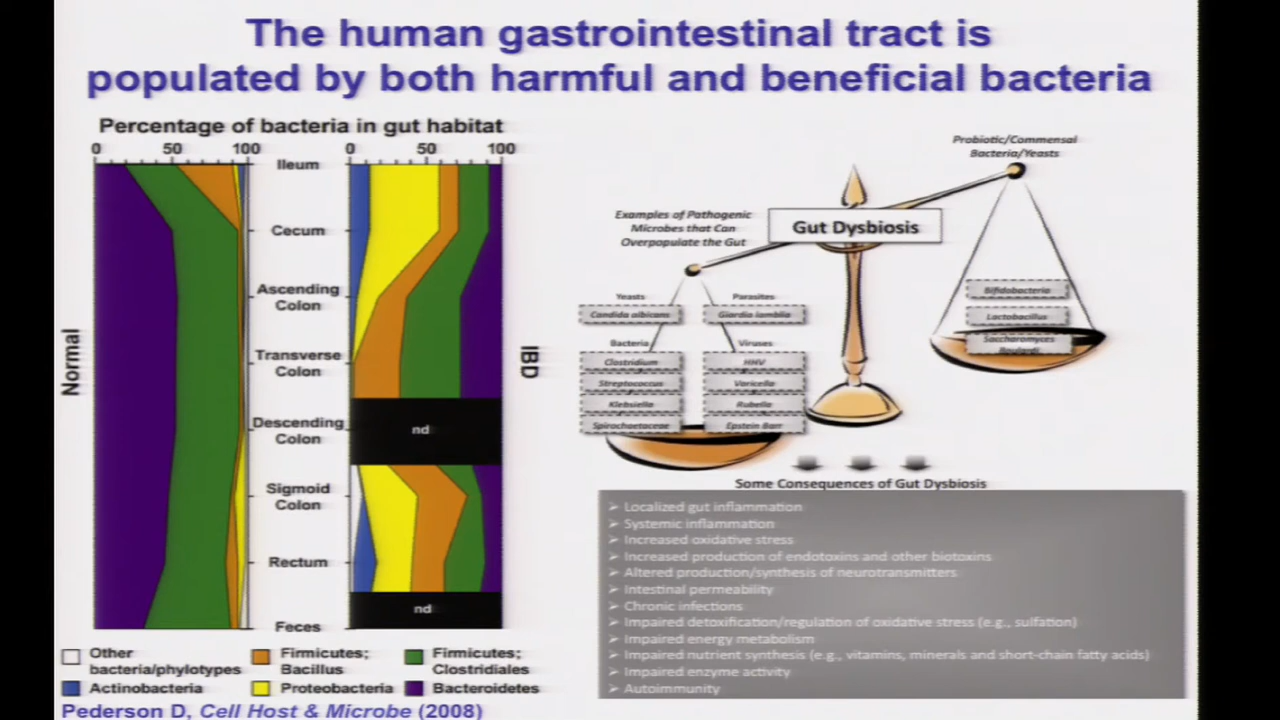 The human gastrointestinal tract is
populated by both harmful and beneficial bacteria
Percentage of bacteria in gut habitat
0 50 100
0 50 100
Normal
IBD
Ileum
Cecum
Ascending
Colon
Transverse
Colon
Descending
Colon
Sigmoid
Colon
Rectum
Feces
nd
nd
Other
bacteria/phylotypes
Firmicutes;
Bacillus
Firmicutes;
Clostridiales
Actinobacteria
Proteobacteria
Bacteroidetes
Pederson D, Cell Host & Microbe (2008)
Probiotic/Commensal
Bacteria/Yeasts
Examples of Pathogenic
Microbes that Can
Overpopulate the Gut
Gut Dysbiosis
Yeasts
Candida albicans
Parasites
Giardia lamblia
Bacteria
Clostridium
Streptococcus
Klebsiella
Spirochaetaceae
Viruses
HHV
Varicella
Rubella
Epstein Barr
Bifidobacteria
Lactobacillus
Saccharomyces
Boulardi
Some Consequences of Gut Dysbiosis
➢ Localized gut inflammation
➢ Systemic inflammation
➢ Increased oxidative stress
➢ Increased production of endotoxins and other biotoxins
➢ Altered production/synthesis of neurotransmitters
➢ Intestinal permeability
➢ Chronic infections
➢ Impaired detoxification/regulation of oxidative stress (e.g., sulfation)
➢ Impaired energy metabolism
➢ Impaired nutrient synthesis (e.g., vitamins, minerals and short-chain fatty acids)
➢ Impaired enzyme activity
➢ Autoimmunity